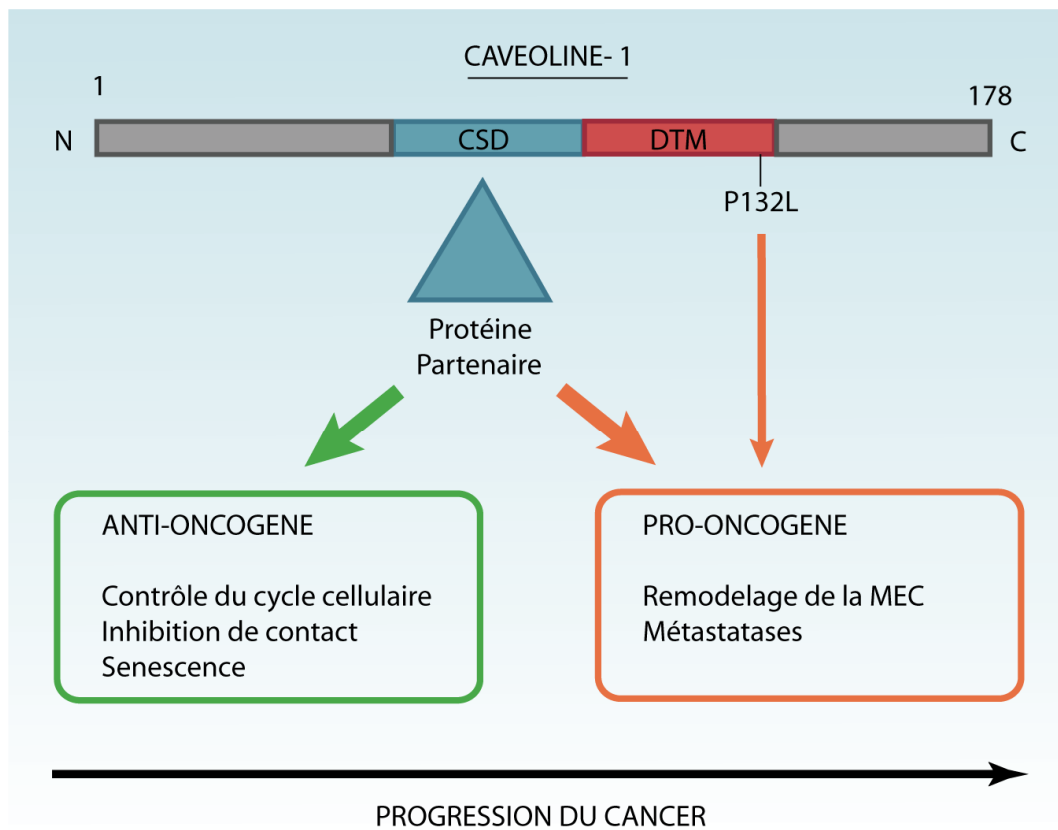 CAVEOLINE- 1
1
178
N
CSD
DTM
C
P132L
Protéine
Partenaire
ANTI-ONCOGENE
Contrôle du cycle cellulaire
Inhibition de contact
Senescence
PRO-ONCOGENE
Remodelage de la MEC
Métastatases
PROGRESSION DU CANCER